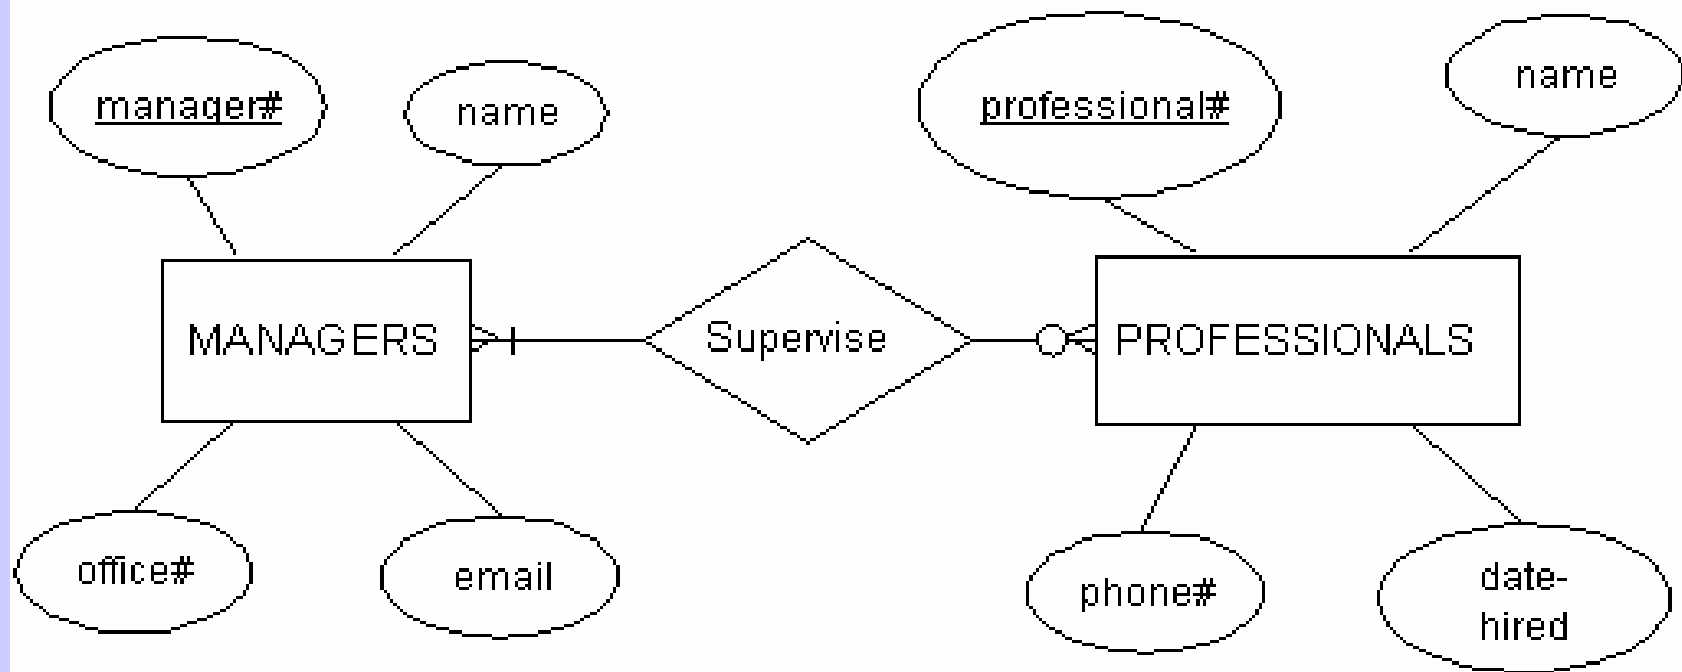 manager#
name
professional#
name
MANAGERS
Supervise
PROFESSIONALS
office#
email
phone#
date-
hired